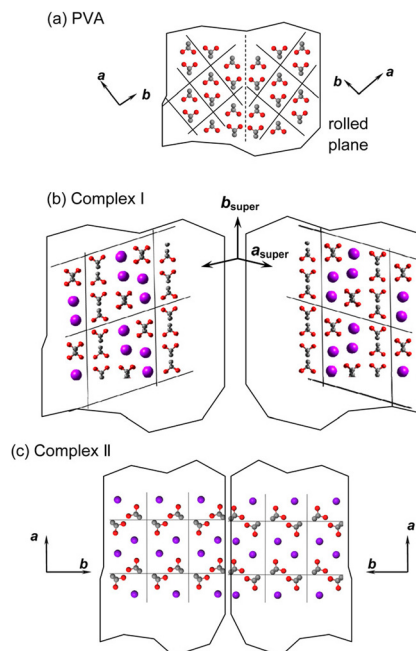 (a) PVA
a
b
b
a
rolled
plane
(b) Complex I
b super
a super
(c) Complex II
a
b
a
b